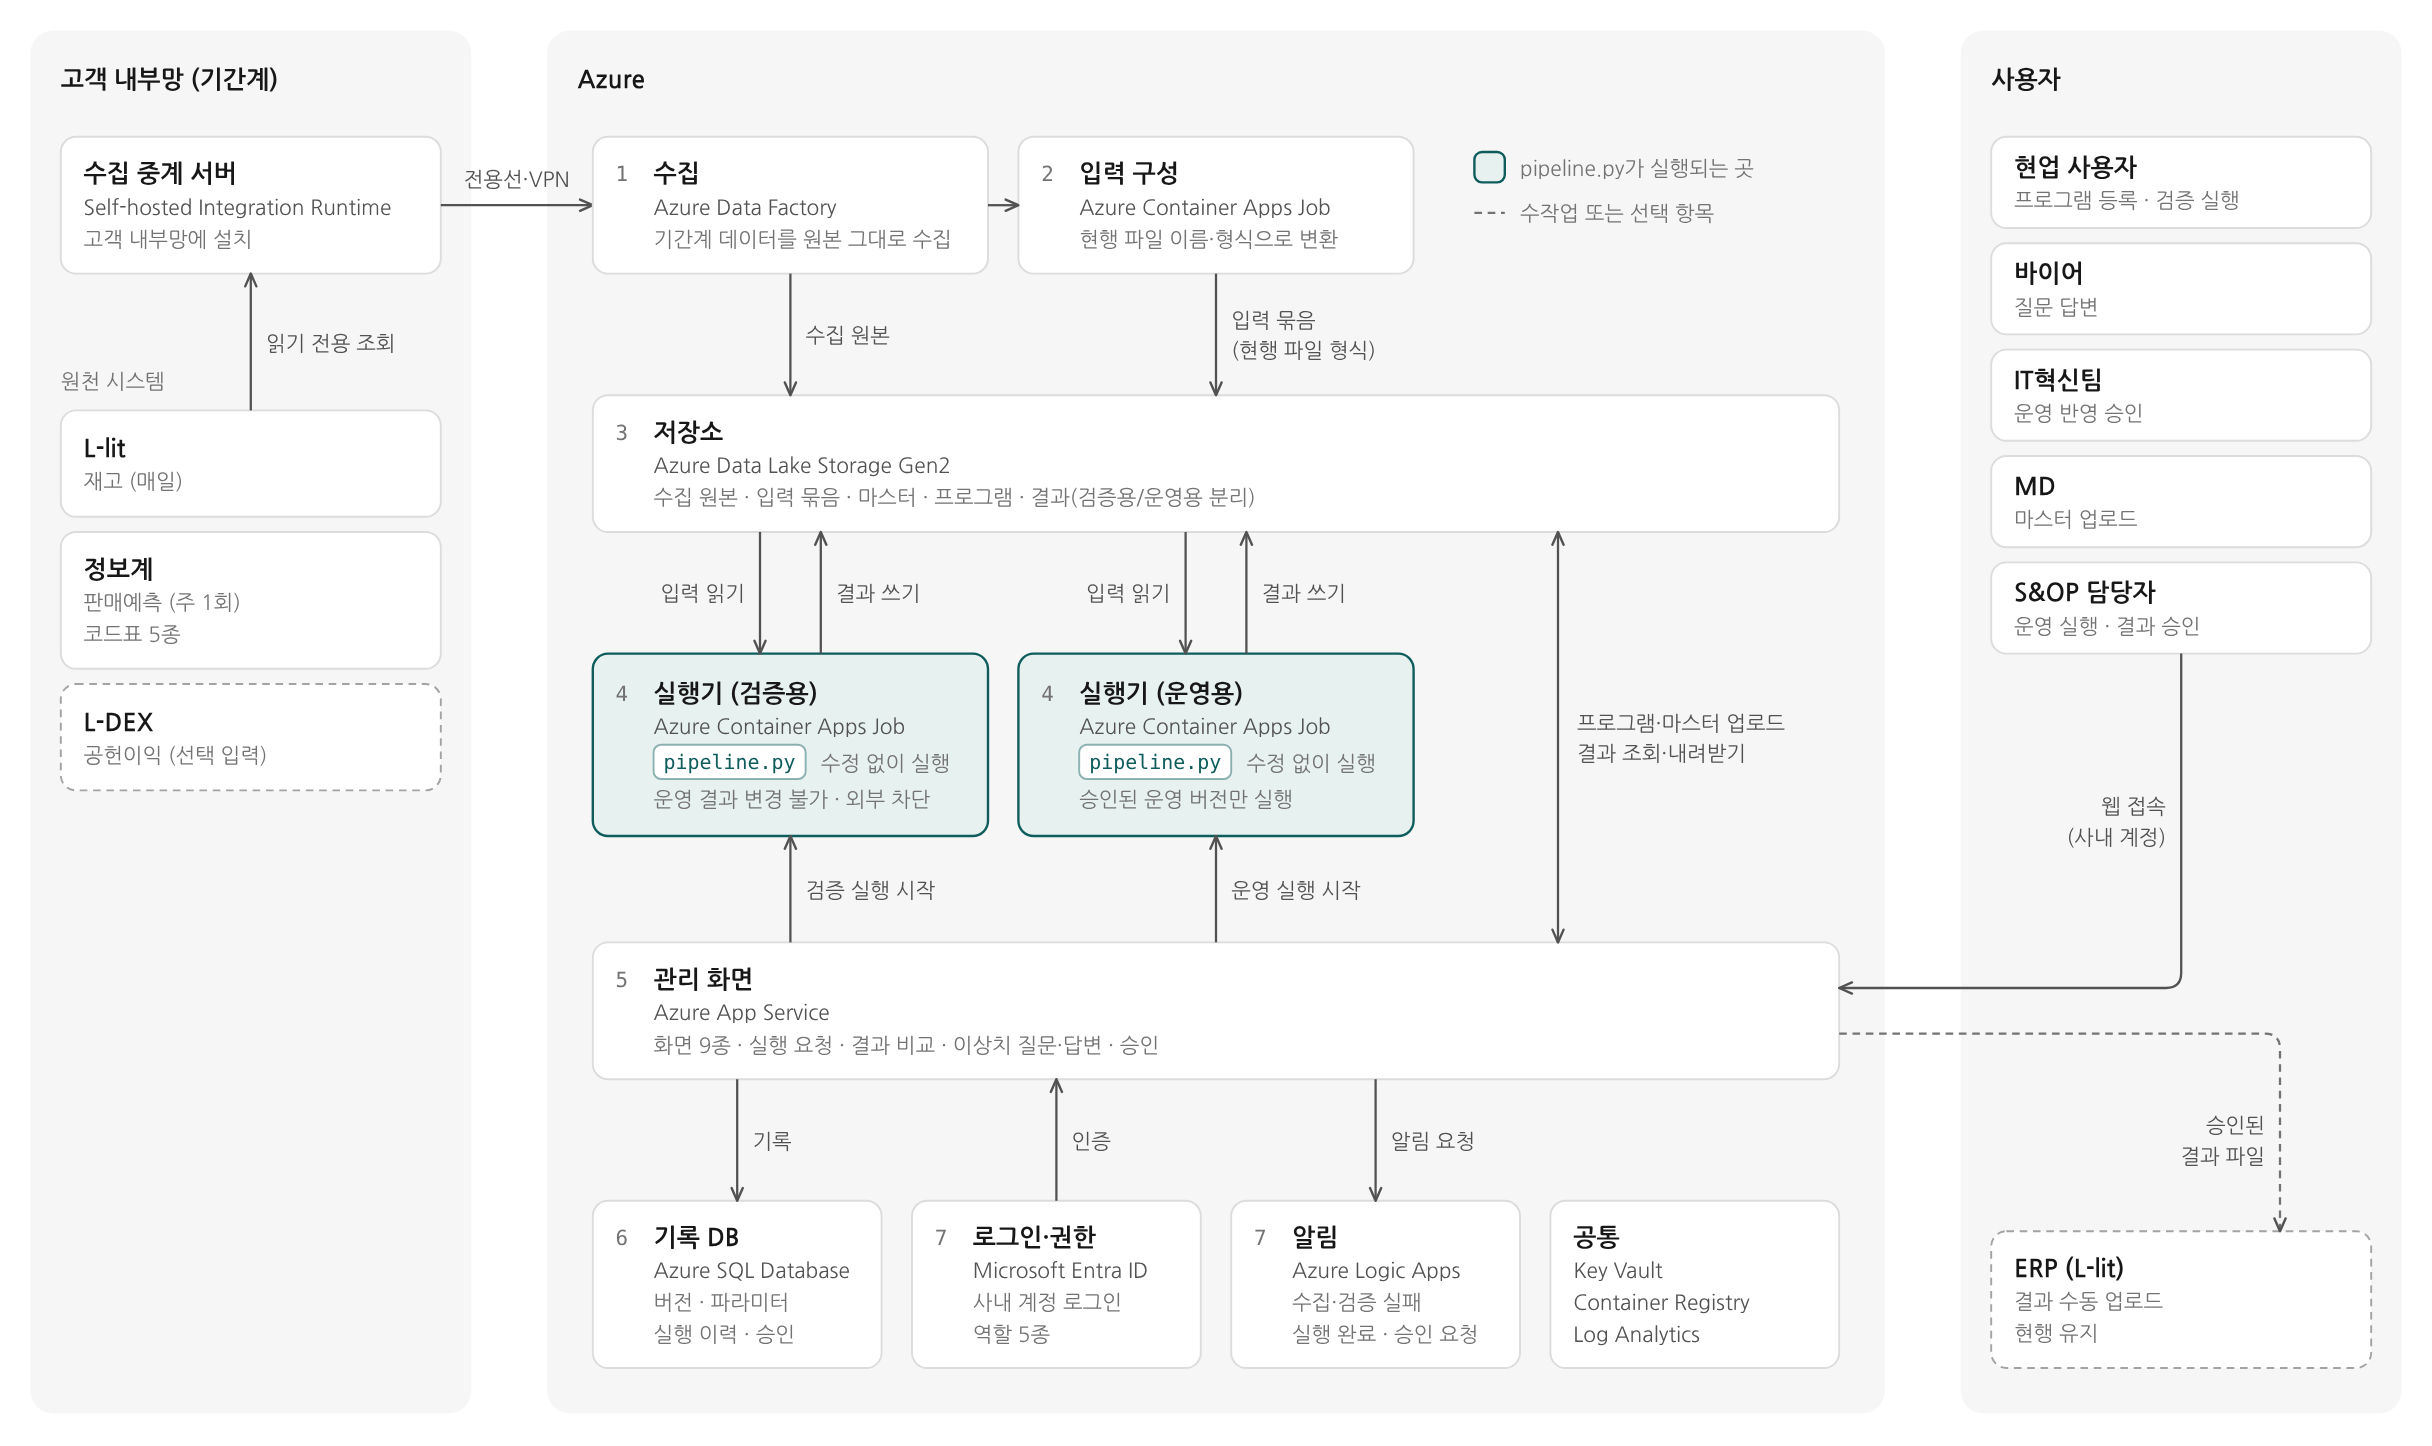 고객 내부망 (기간계)
수집 중계 서버
Self-hosted Integration Runtime
고객 내부망에 설치
읽기 전용 조회
원천 시스템
L-lit
재고 (매일)
정보계
판매예측 (주 1회)
코드표 5종
L-DEX
공헌이익 (선택 입력)
전용선·VPN
Azure
1 수집
Azure Data Factory
기간계 데이터를 원본 그대로 수집
2 입력 구성
Azure Container Apps Job
현행 파일 이름·형식으로 변환
pipeline.py가 실행되는 곳
수작업 또는 선택 항목
수집 원본
입력 묶음
(현행 파일 형식)
3 저장소
Azure Data Lake Storage Gen2
수집 원본 · 입력 묶음 · 마스터 · 프로그램 · 결과(검증용/운영용 분리)
입력 읽기
결과 쓰기
입력 읽기
결과 쓰기
4 실행기 (검증용)
Azure Container Apps Job
pipeline.py 수정 없이 실행
운영 결과 변경 불가 · 외부 차단
4 실행기 (운영용)
Azure Container Apps Job
pipeline.py 수정 없이 실행
승인된 운영 버전만 실행
프로그램·마스터 업로드
결과 조회·내려받기
검증 실행 시작
운영 실행 시작
5 관리 화면
Azure App Service
화면 9종 · 실행 요청 · 결과 비교 · 이상치 질문·답변 · 승인
기록
인증
알림 요청
6 기록 DB
Azure SQL Database
버전 · 파라미터
실행 이력 · 승인
7 로그인·권한
Microsoft Entra ID
사내 계정 로그인
역할 5종
7 알림
Azure Logic Apps
수집·검증 실패
실행 완료 · 승인 요청
공통
Key Vault
Container Registry
Log Analytics
사용자
현업 사용자
프로그램 등록 · 검증 실행
바이어
질문 답변
IT혁신팀
운영 반영 승인
MD
마스터 업로드
S&OP 담당자
운영 실행 · 결과 승인
웹 접속
(사내 계정)
승인된
결과 파일
ERP (L-lit)
결과 수동 업로드
현행 유지